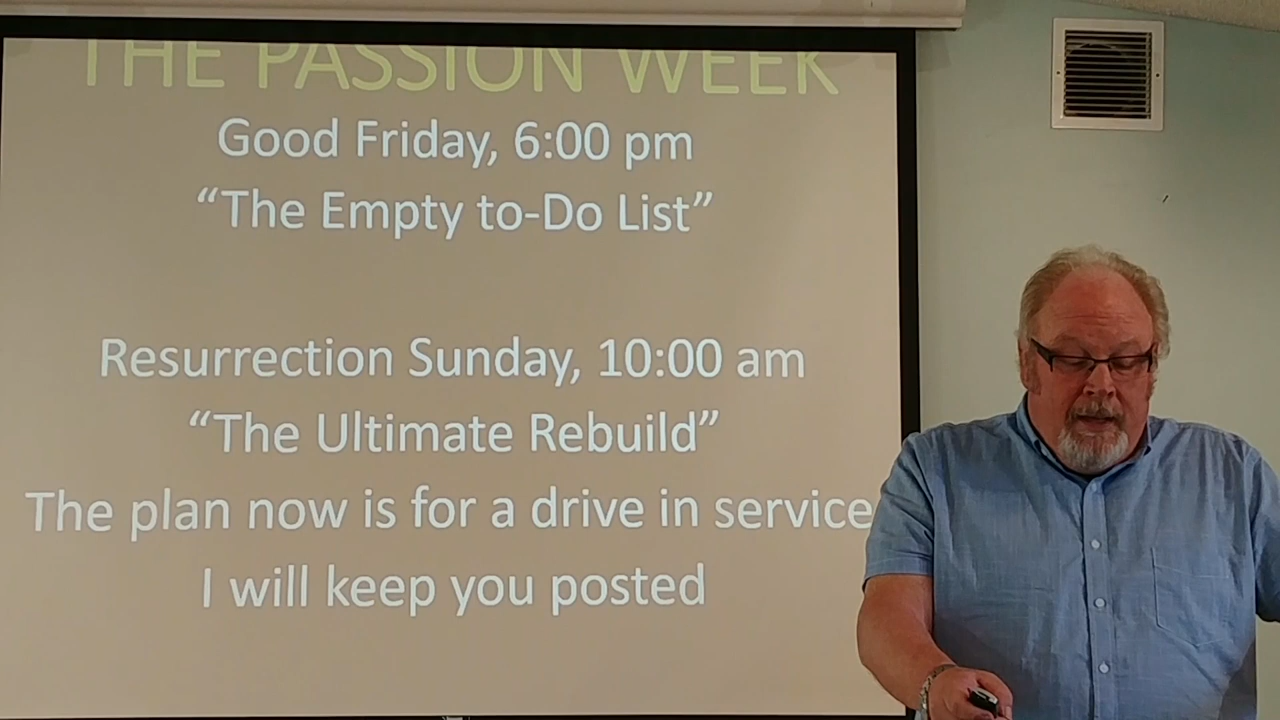 THE PASSION WEEK
Good Friday, 6:00 pm
“The Empty to-Do List”
Resurrection Sunday, 10:00 am
“The Ultimate Rebuild”
The plan now is for a drive in service
I will keep you posted